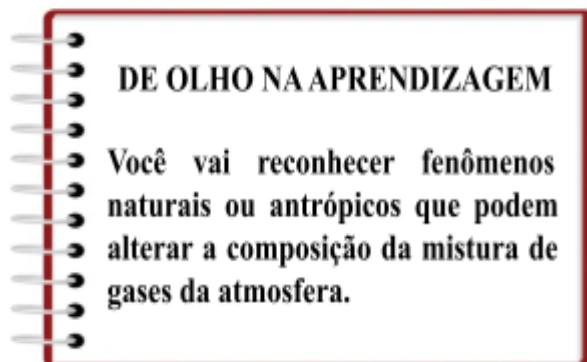 DE OLHO NA APRENDIZAGEM
Você vai reconhecer fenômenos
naturais ou antrópicos que podem
alterar a composição da mistura de
gases da atmosfera.